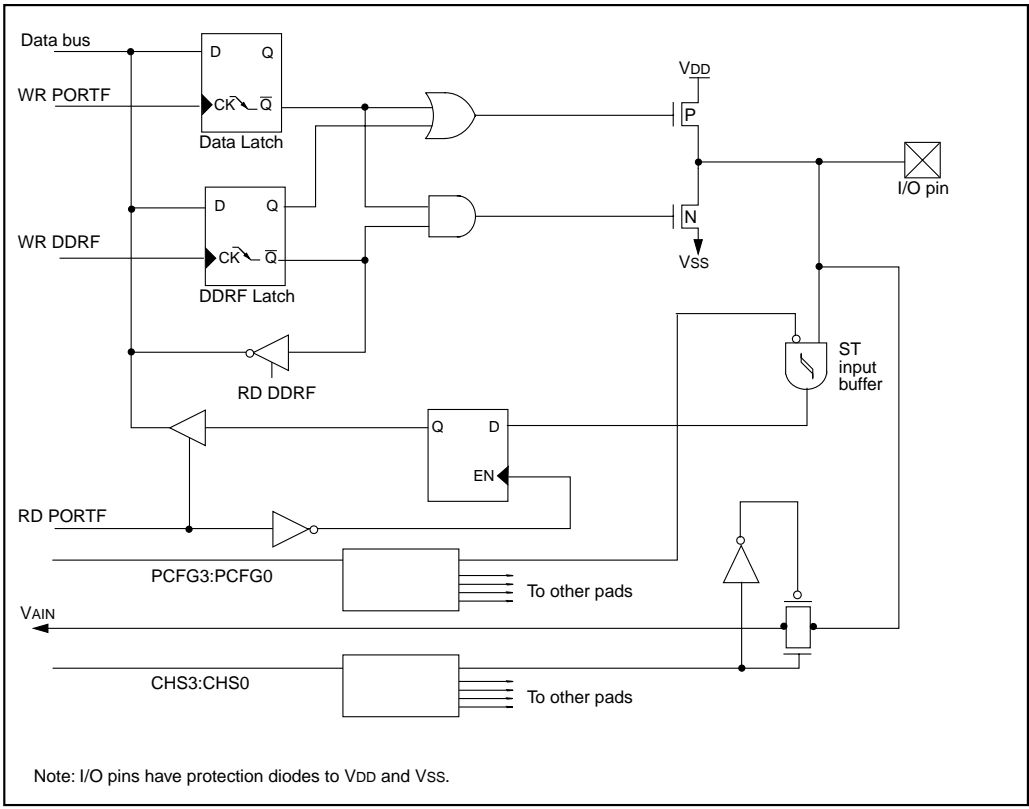 Data bus
D Q
VDD
WR PORTF
CK Q
P
Data Latch
I/O pin
D Q
N
WR DDRF
CK Q
VSS
DDRF Latch
ST
input
buffer
RD DDRF
Q D
EN
RD PORTF
PCFG3:PCFG0
To other pads
VAIN
CHS3:CHS0
To other pads
Note: I/O pins have protection diodes to VDD and VSS.